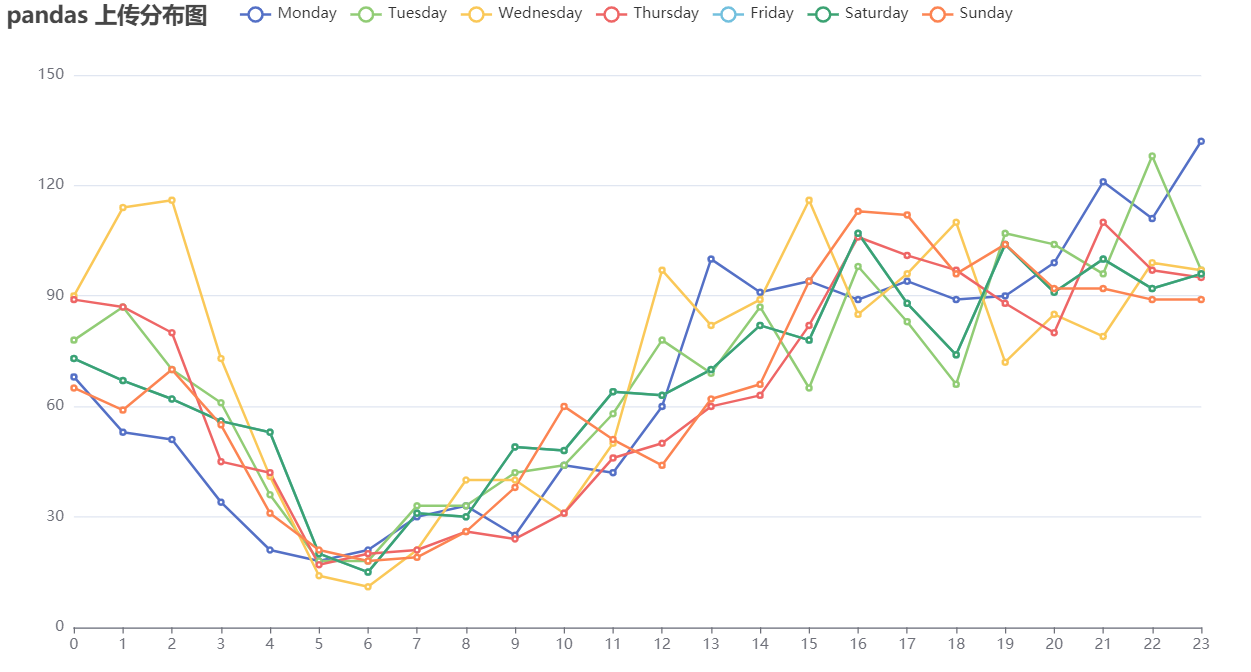 pandas 上传分布图
Monday Tuesday Wednesday Thursday Friday Saturday Sunday
150
120
90
60
30
0
0 1 2 3 4 5 6 7 8 9 10 11 12 13 14 15 16 17 18 19 20 21 22 23